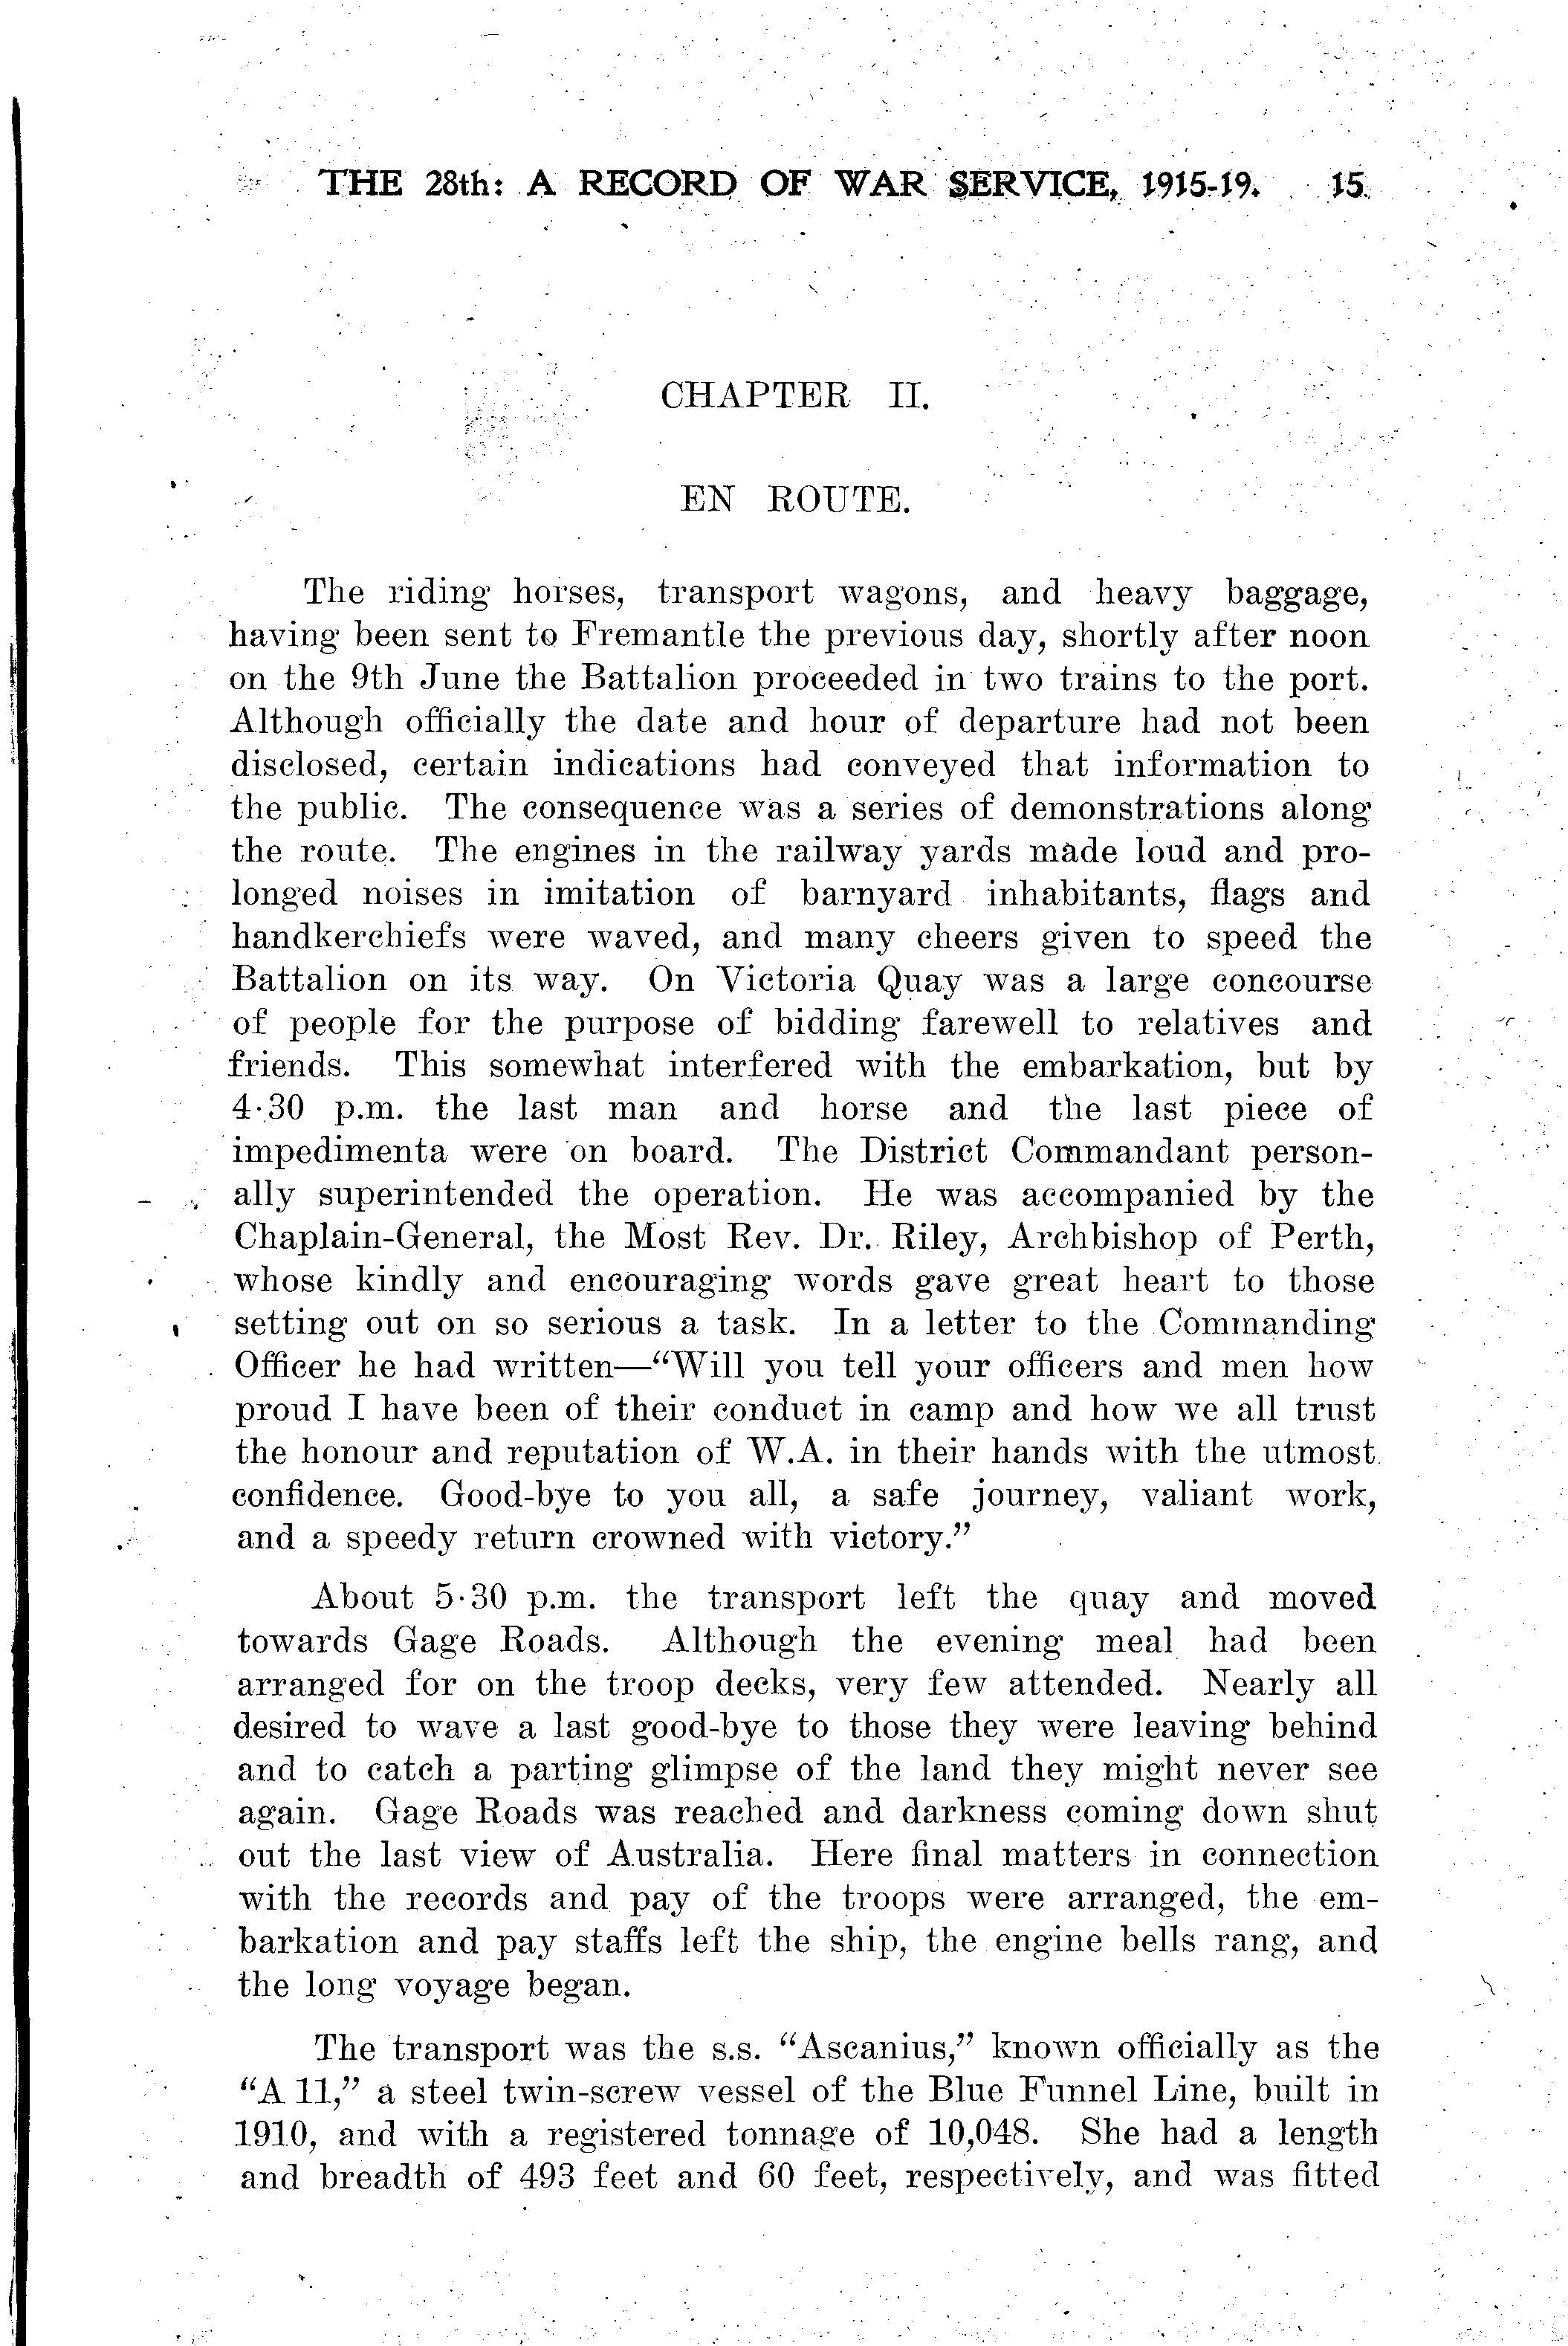 THE 28th: A RECORD OF WAR SERVICE, 1915-19. 15.
CHAPTER II.
EN ROUTE.
The riding horses, transport wagons, and heavy baggage,
having been sent to Fremantle the previous day, shortly after noon
on the 9th June the Battalion proceeded in two trains to the port.
Although officially the date and hour of departure had not been
disclosed, certain indications had conveyed that information to
the public. The consequence was a series of demonstrations along
the route. The engines in the railway yards made loud and pro-
longed noises in imitation of barnyard inhabitants, flags and
handkerchiefs were waved, and many cheers given to speed the
Battalion on its way. On Victoria Quay was a large concourse
of people for the purpose of bidding farewell to relatives and
friends. This somewhat interfered with the embarkation, but by
4·30 p.m. the last man and horse and the last piece of
impedimenta were on board. The District Commandant person-
ally superintended the operation. He was accompanied by the
Chaplain-General, the Most Rev. Dr. Riley, Archbishop of Perth,
whose kindly and encouraging words gave great heart to those
setting out on so serious a task. In a letter to the Commanding
Officer he had written—“Will you tell your officers and men how
proud I have been of their conduct in camp and how we all trust
the honour and reputation of W.A. in their hands with the utmost
confidence. Good-bye to you all, a safe journey, valiant work,
and a speedy return crowned with victory.”
About 5·30 p.m. the transport left the quay and moved
towards Gage Roads. Although the evening meal had been
arranged for on the troop decks, very few attended. Nearly all
desired to wave a last good-bye to those they were leaving behind
and to catch a parting glimpse of the land they might never see
again. Gage Roads was reached and darkness coming down shut
out the last view of Australia. Here final matters in connection
with the records and pay of the troops were arranged, the em-
barkation and pay staffs left the ship, the engine bells rang, and
the long voyage began.
The transport was the s.s. “Ascanius,” known officially as the
“A 11,” a steel twin-screw vessel of the Blue Funnel Line, built in
1910, and with a registered tonnage of 10,048. She had a length
and breadth of 493 feet and 60 feet, respectively, and was fitted